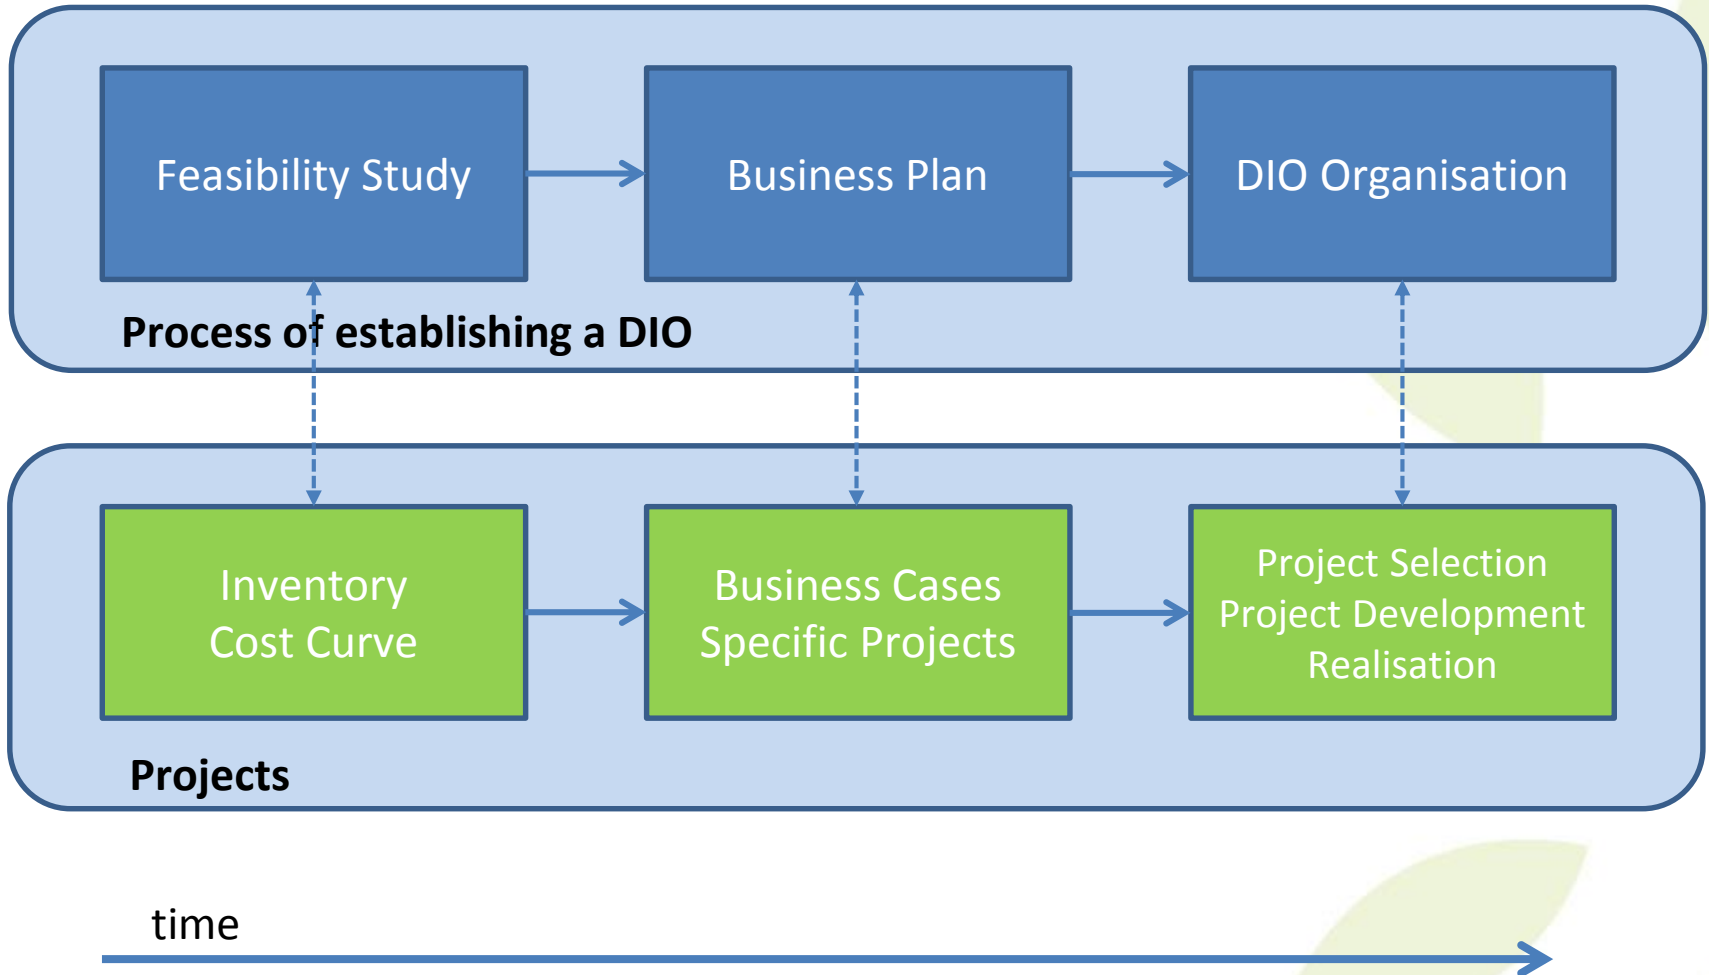 Feasibility Study
Business Plan
DIO Organisation
Process of establishing a DIO
Inventory
Cost Curve
Business Cases
Specific Projects
Project Selection
Project Development
Realisation
Projects
time